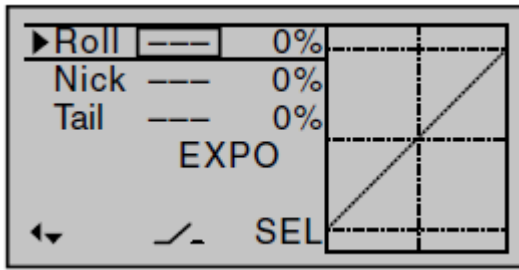 Roll --- 0%
Nick --- 0%
Tail --- 0%
EXPO
SEL